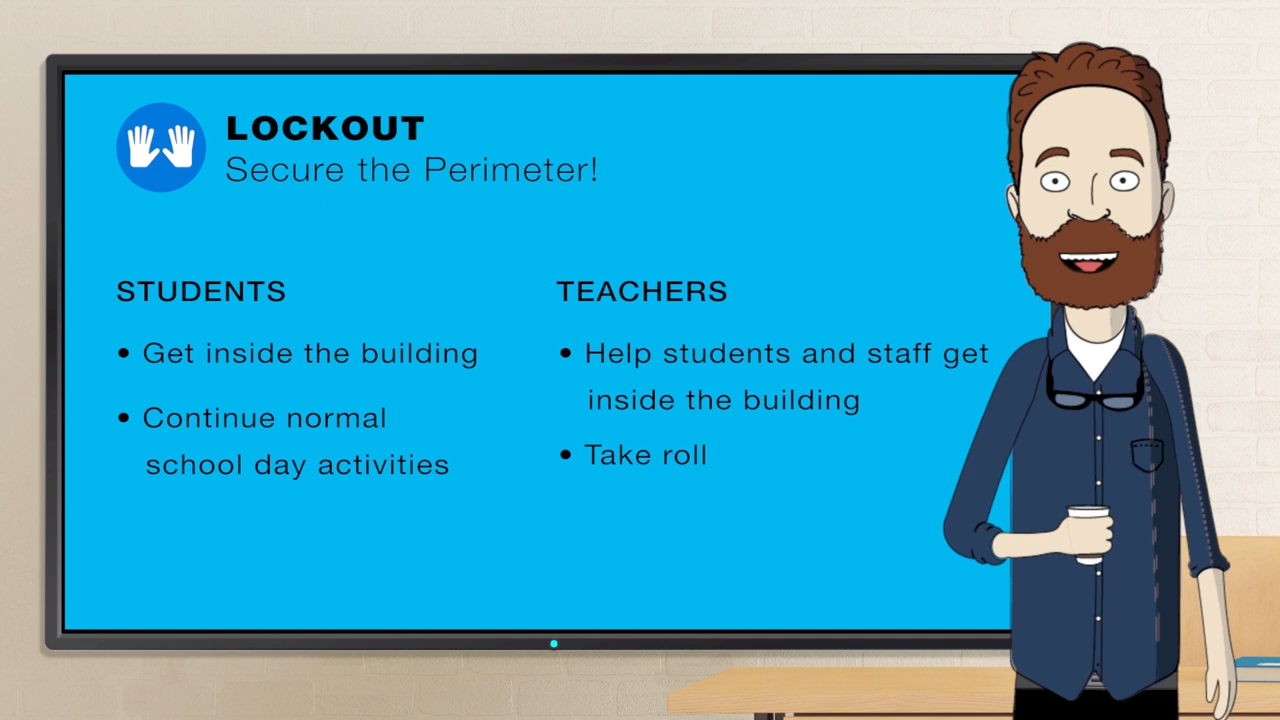 LOCKOUT
Secure the Perimeter!
STUDENTS
• Get inside the building
• Continue normal
school day activities
TEACHERS
• Help students and staff get
inside the building
• Take roll